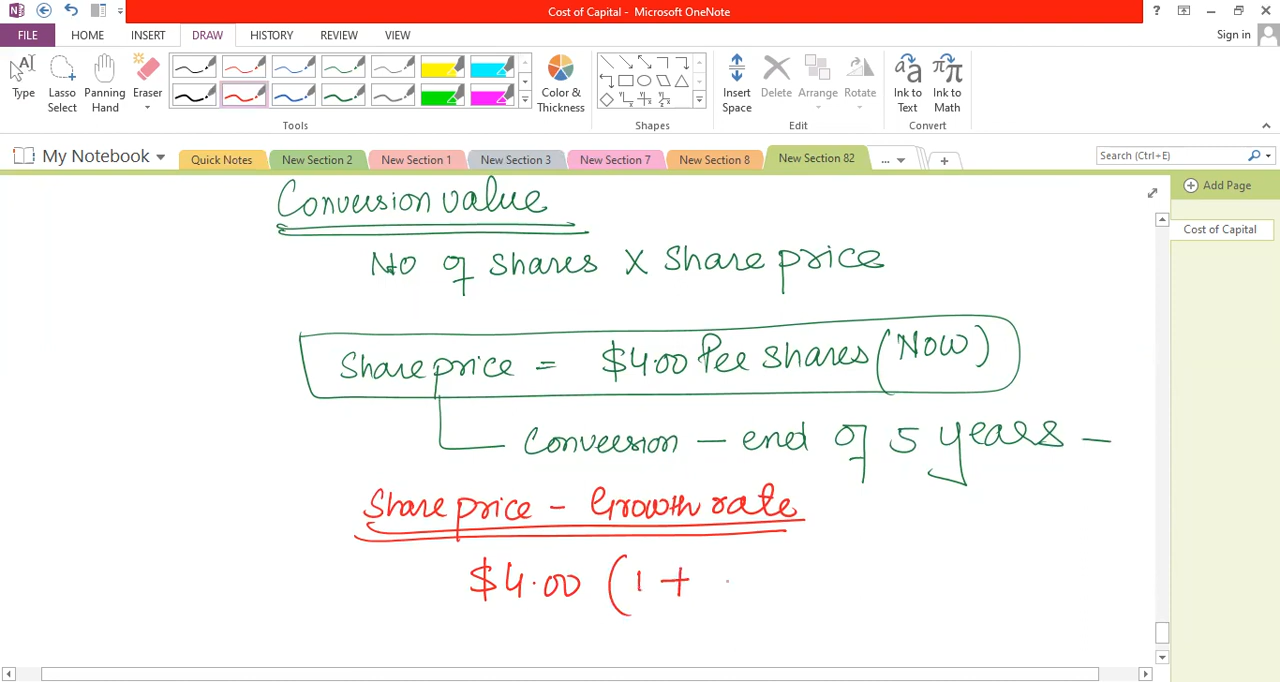 Cost of Capital - Microsoft OneNote
?
Sign in
FILE HOME INSERT DRAW HISTORY REVIEW VIEW
Type Lasso Select Panning Hand Eraser Color & Thickness Insert Space Delete Arrange Rotate Ink to Text Ink to Math
Tools Shapes Edit Convert
My Notebook Quick Notes New Section 2 New Section 1 New Section 3 New Section 7 New Section 8 New Section 82 ... + Search (Ctrl+E)
Add Page
Cost of Capital
Conversion value
No of shares X share price
Share price = $4.00 Per shares (Now)
Conversion - end of 5 years -
Share price - Growth rate
$4.00 (1 +